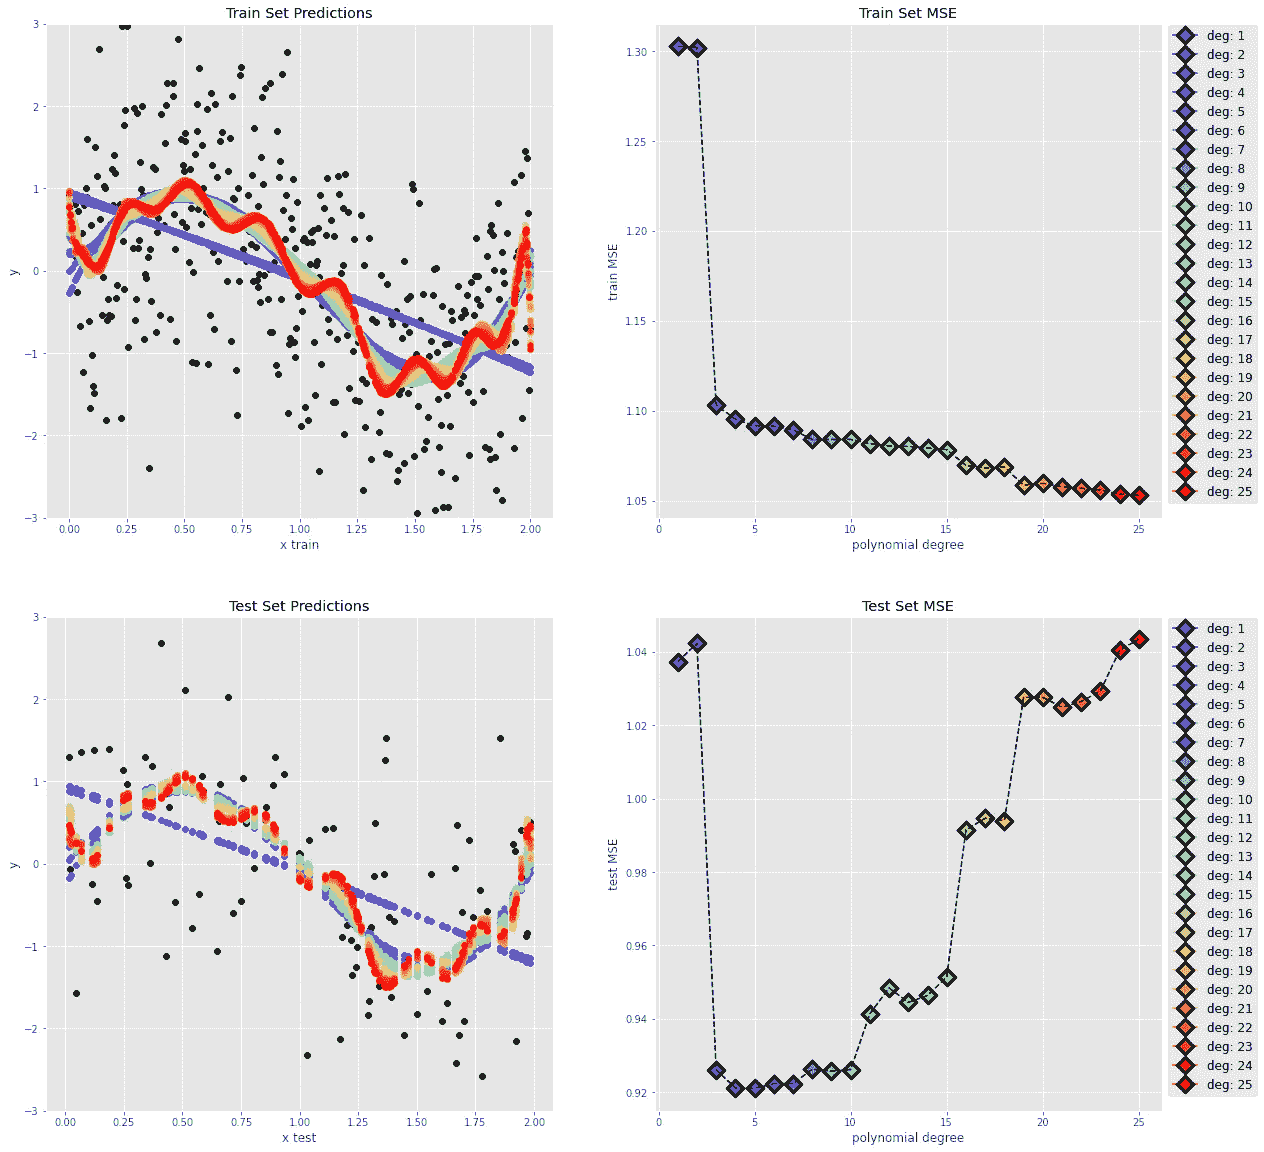 Train Set Predictions
3
2
1
0
−1
−2
−3
y
0.00 0.25 0.50 0.75 1.00 1.25 1.50 1.75 2.00
x train
Train Set MSE
1.30
1.25
1.20
1.15
1.10
1.05
train MSE
0 5 10 15 20 25
polynomial degree
deg: 1
deg: 2
deg: 3
deg: 4
deg: 5
deg: 6
deg: 7
deg: 8
deg: 9
deg: 10
deg: 11
deg: 12
deg: 13
deg: 14
deg: 15
deg: 16
deg: 17
deg: 18
deg: 19
deg: 20
deg: 21
deg: 22
deg: 23
deg: 24
deg: 25
Test Set Predictions
3
2
1
0
−1
−2
−3
y
0.00 0.25 0.50 0.75 1.00 1.25 1.50 1.75 2.00
x test
Test Set MSE
1.04
1.02
1.00
0.98
0.96
0.94
0.92
test MSE
0 5 10 15 20 25
polynomial degree
deg: 1
deg: 2
deg: 3
deg: 4
deg: 5
deg: 6
deg: 7
deg: 8
deg: 9
deg: 10
deg: 11
deg: 12
deg: 13
deg: 14
deg: 15
deg: 16
deg: 17
deg: 18
deg: 19
deg: 20
deg: 21
deg: 22
deg: 23
deg: 24
deg: 25